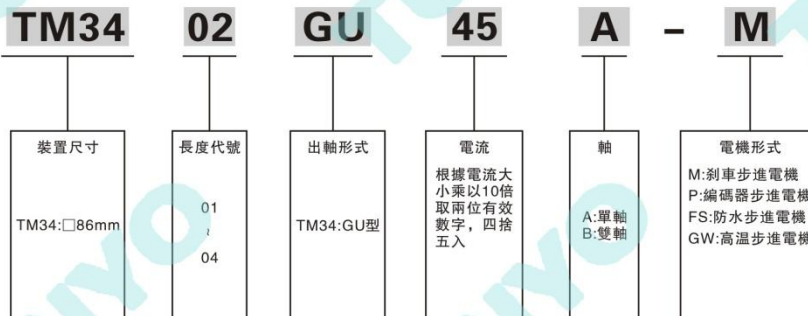 TM34 02 GU 45 A – M
裝置尺寸
TM34:□86mm
長度代號
01
~
04
出軸形式
TM34:GU型
電流
根據電流大
小乘以10倍
取兩位有效
數字，四捨
五入
軸
A:單軸
B:雙軸
電機形式
M:刹車步進電機
P:編碼器步進電機
FS:防水步進電機
GW:高温步進電機